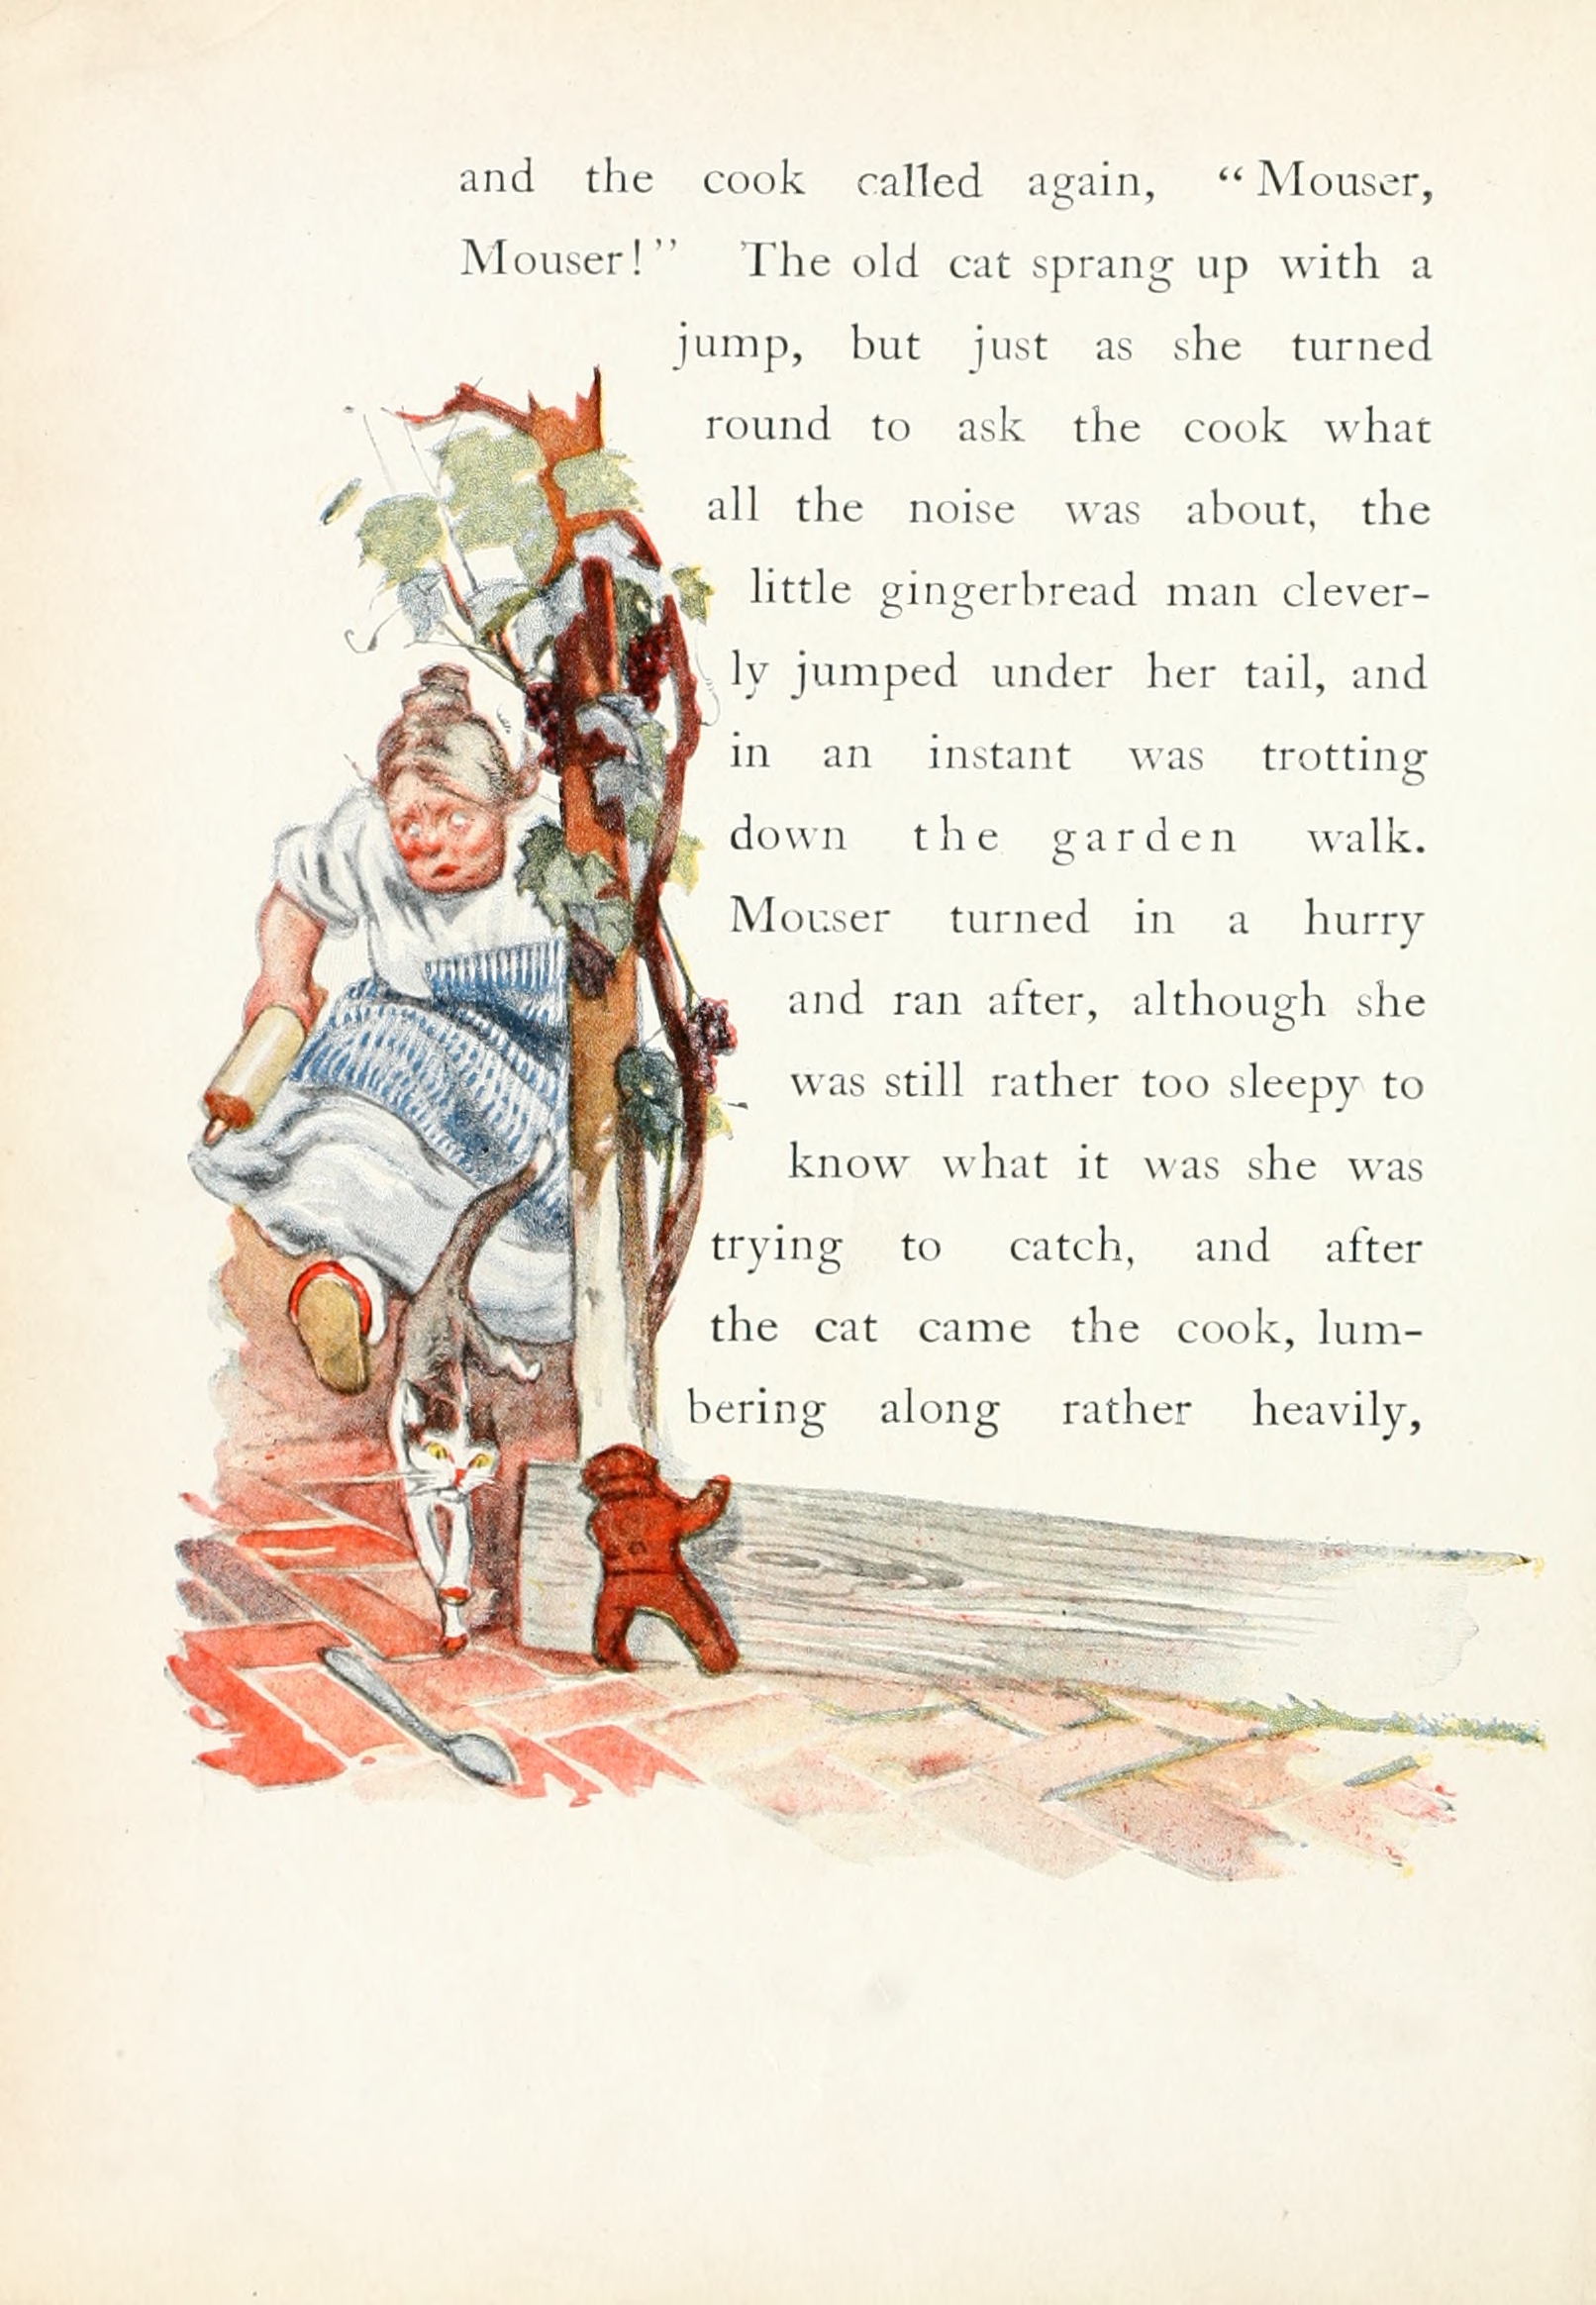 and the cook called again, “Mouser,
Mouser!” The old cat sprang up with a
jump, but just as she turned
round to ask the cook what
all the noise was about, the
little gingerbread man clever-
ly jumped under her tail, and
in an instant was trotting
down the garden walk.
Mouser turned in a hurry
and ran after, although she
was still rather too sleepy to
know what it was she was
trying to catch, and after
the cat came the cook, lum-
bering along rather heavily,